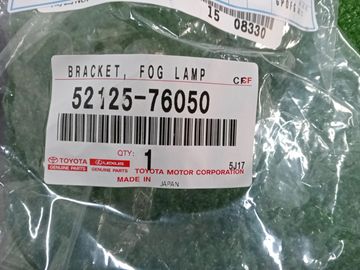 15 08330
BRACKET, FOG LAMP
52125-76050
QTY:
1
5J17
TOYOTA
GENUINE PARTS
LEXUS
GENUINE PARTS
TOYOTA MOTOR CORPORATION
MADE IN JAPAN